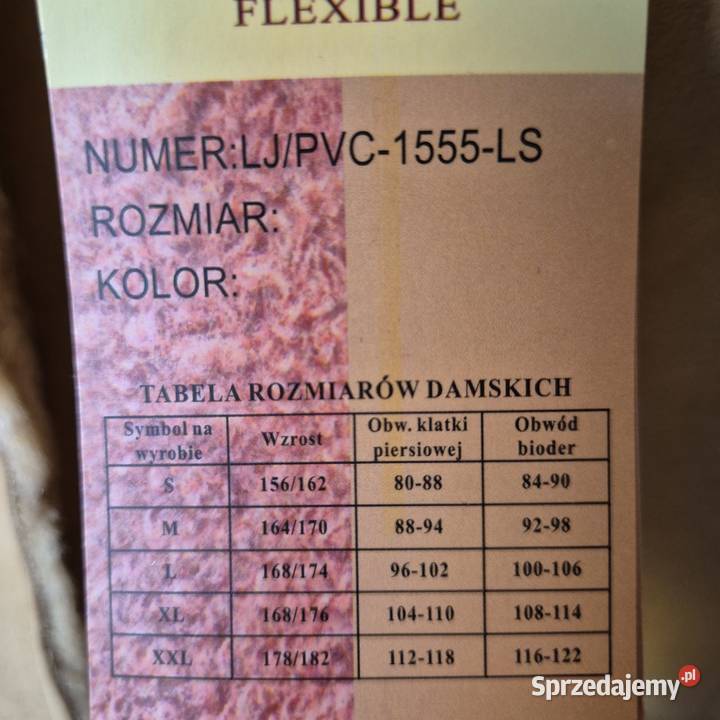 FLEXIBLE
NUMER:LJ/PVC-1555-LS
ROZMIAR:
KOLOR:
TABELA ROZMIARÓW DAMSKICH
Symbol na wyrobie Wzrost Obw. klatki piersiowej Obwód bioder
S 156/162 80-88 84-90
M 164/170 88-94 92-98
L 168/174 96-102 100-106
XL 168/176 104-110 108-114
XXL 178/182 112-118 116-122
Sprzedajemy.pl